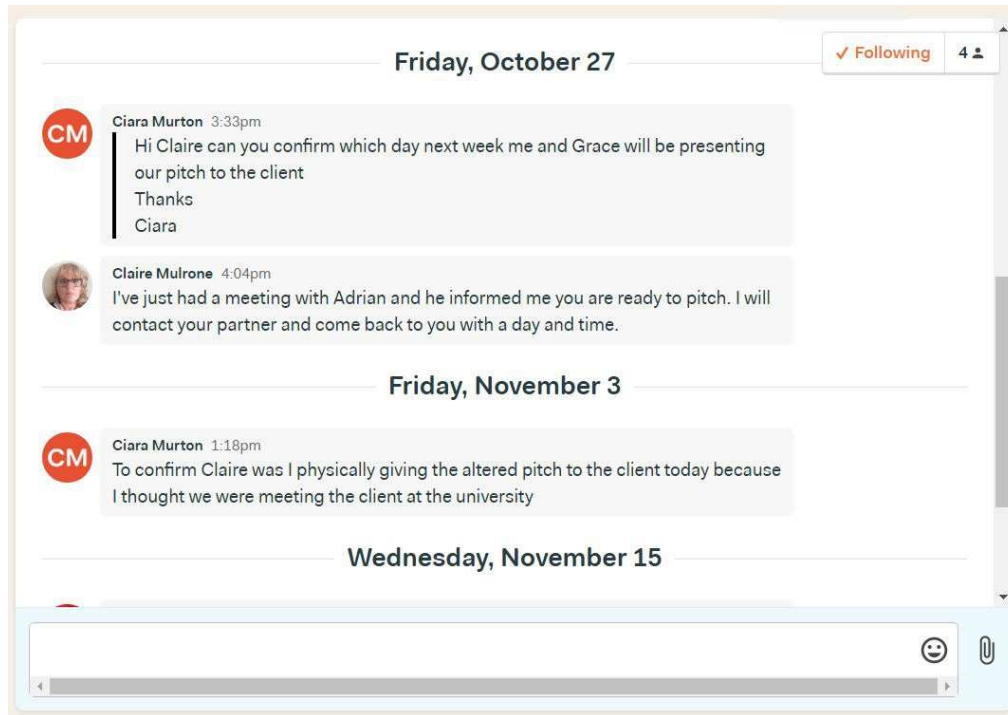 Friday, October 27
✓ Following 4
CM
Ciara Murton 3:33pm
Hi Claire can you confirm which day next week me and Grace will be presenting
our pitch to the client
Thanks
Ciara
Claire Mulrone 4:04pm
I've just had a meeting with Adrian and he informed me you are ready to pitch. I will
contact your partner and come back to you with a day and time.
Friday, November 3
CM
Ciara Murton 1:18pm
To confirm Claire was I physically giving the altered pitch to the client today because
I thought we were meeting the client at the university
Wednesday, November 15